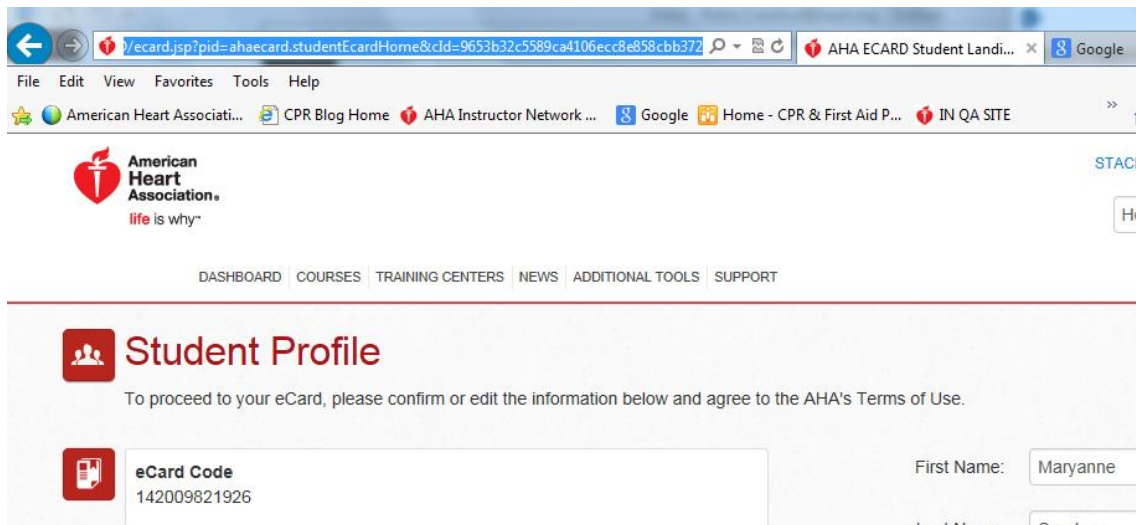 )/ecard.jsp?pid=ahaecard.studentEcardHome&cId=9653b32c5589ca4106ecc8e858cbb372
AHA ECARD Student Landi...
Google
File Edit View Favorites Tools Help
American Heart Associati... CPR Blog Home AHA Instructor Network ... Google Home - CPR & First Aid P... IN QA SITE
American
Heart
Association®
life is why™
STAC
DASHBOARD COURSES TRAINING CENTERS NEWS ADDITIONAL TOOLS SUPPORT
Student Profile
To proceed to your eCard, please confirm or edit the information below and agree to the AHA's Terms of Use.
eCard Code
142009821926
First Name: Maryanne